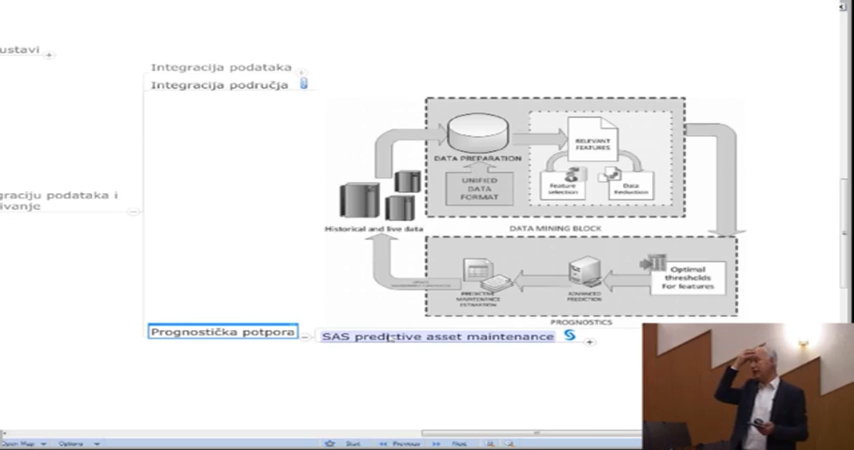 ustavi
Integracija podataka
Integracija područja
graciju podataka i
ivanje
DATA PREPARATION
UNIFIED
DATA
FORMAT
RELEVANT
FEATURES
Feature
selection
Data
Reduction
Historical and live data
DATA MINING BLOCK
Optimal
thresholds
for features
PREDICTIVE
MAINTENANCE
ESTIMATION
ADVANCED
PREDICTION
PROGNOSTICS
Prognostička potpora
SAS predictive asset maintenance
Open Map
Options
Start
Previous
Next